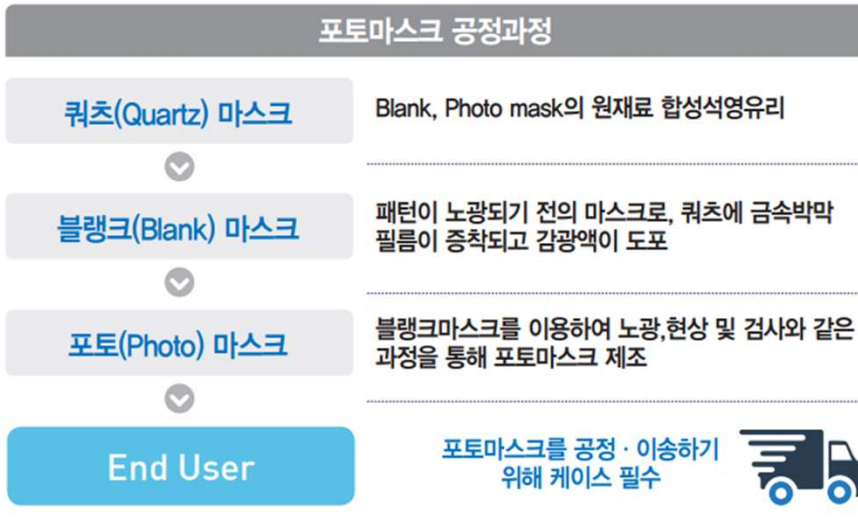 포토마스크 공정과정
쿼츠(Quartz) 마스크
Blank, Photo mask의 원재료 합성석영유리
블랭크(Blank) 마스크
패턴이 노광되기 전의 마스크로, 쿼츠에 금속박막
필름이 증착되고 감광액이 도포
포토(Photo) 마스크
블랭크마스크를 이용하여 노광,현상 및 검사와 같은
과정을 통해 포토마스크 제조
End User
포토마스크를 공정 · 이송하기
위해 케이스 필수